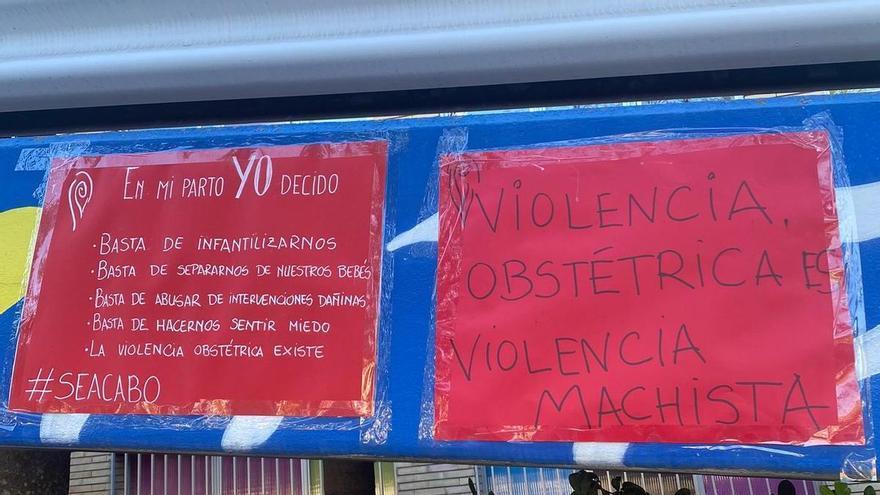 EN MI PARTO YO DECIDO
· BASTA DE INFANTILIZARNOS
· BASTA DE SEPARARNOS DE NUESTROS BEBÉS
· BASTA DE ABUSAR DE INTERVENCIONES DAÑINAS
· BASTA DE HACERNOS SENTIR MIEDO
· LA VIOLENCIA OBSTÉTRICA EXISTE
#SEACABO
VIOLENCIA
OBSTÉTRICA ES
VIOLENCIA
MACHISTA